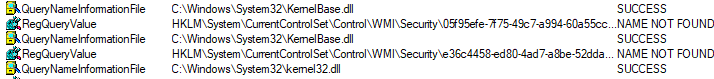 QueryNameInformationFile C:\Windows\System32\KernelBase.dll SUCCESS
RegQueryValue HKLM\System\CurrentControlSet\Control\WMI\Security\05f95efe-7f75-49c7-a994-60a55cc... NAME NOT FOUND
QueryNameInformationFile C:\Windows\System32\KernelBase.dll SUCCESS
RegQueryValue HKLM\System\CurrentControlSet\Control\WMI\Security\e36c4458-ed80-4ad7-a8be-52dda... NAME NOT FOUND
QueryNameInformationFile C:\Windows\System32\kernel32.dll SUCCESS